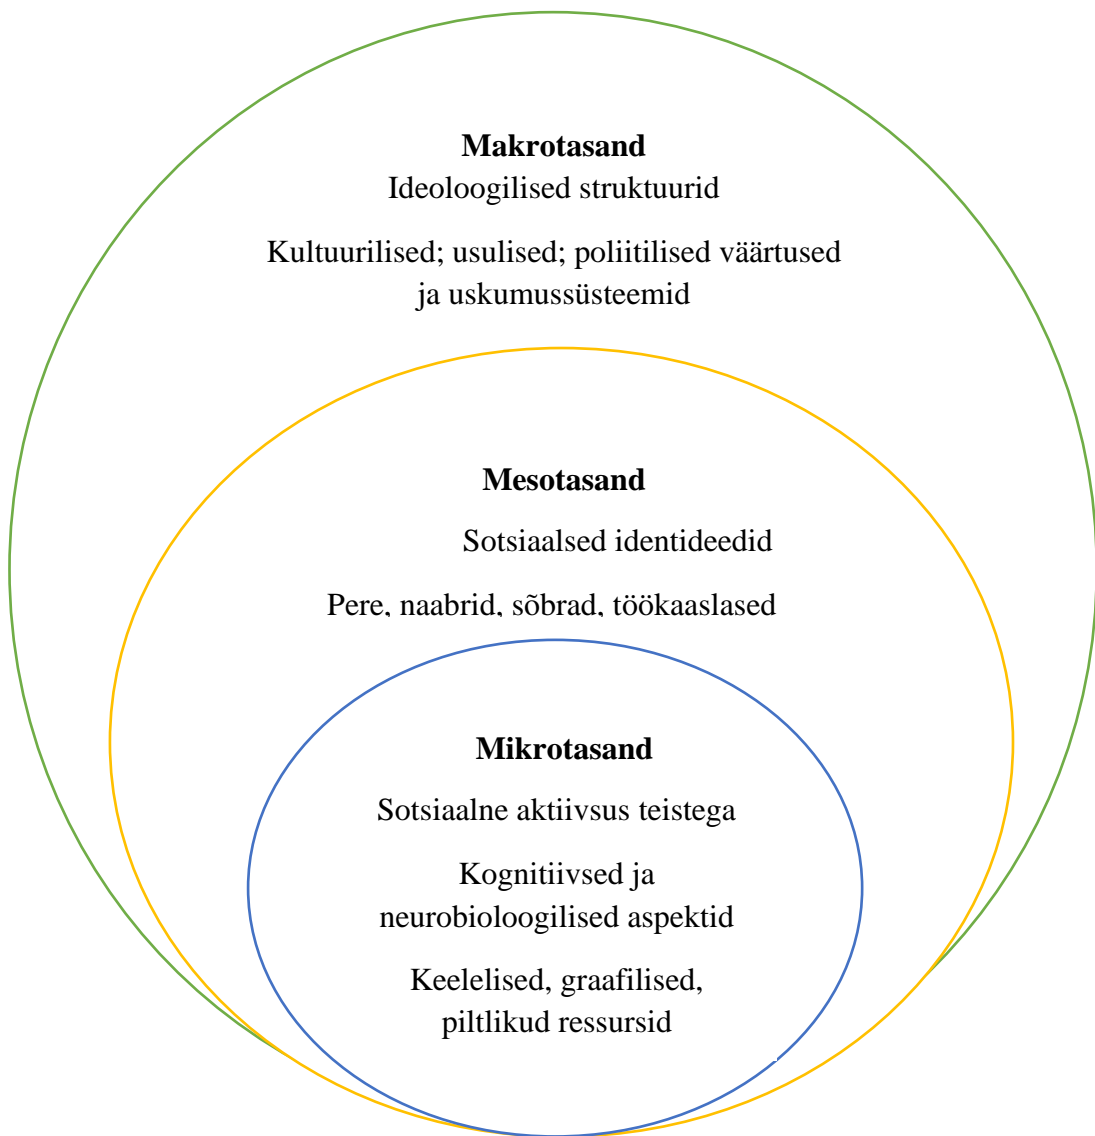 Makrotasand
Ideoloogilised struktuurid
Kultuurilised; usulised; poliitilised väärtused
ja uskumussüsteemid
Mesotasand
Sotsiaalsed identideedid
Pere, naabrid, sõbrad, töökaaslased
Mikrotasand
Sotsiaalne aktiivsus teistega
Kognitiivsed ja
neurobioloogilised aspektid
Keelelised, graafilised,
piltlikud ressursid